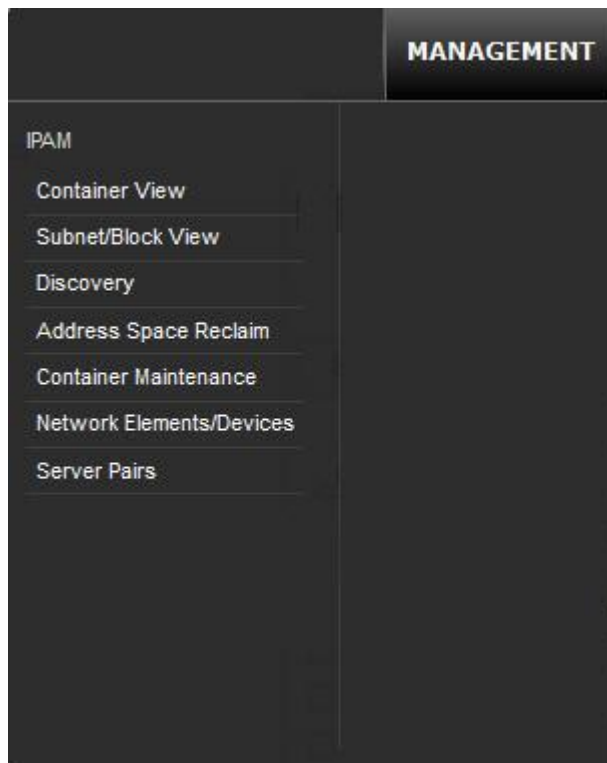 MANAGEMENT
IPAM
Container View
Subnet/Block View
Discovery
Address Space Reclaim
Container Maintenance
Network Elements/Devices
Server Pairs